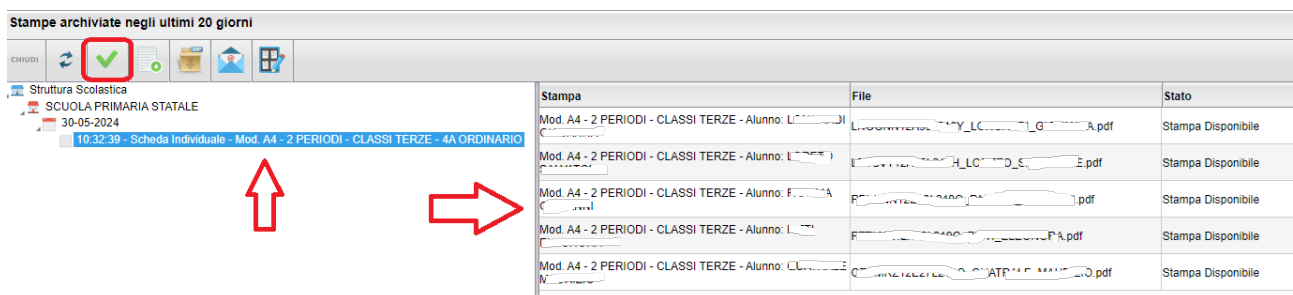 Stampe archiviate negli ultimi 20 giorni
CHIUDI
Struttura Scolastica
SCUOLA PRIMARIA STATALE
30-05-2024
10:32:39 - Scheda Individuale - Mod. A4 - 2 PERIODI - CLASSI TERZE - 4A ORDINARIO
Stampa File Stato
Mod. A4 - 2 PERIODI - CLASSI TERZE - Alunno:
.pdf Stampa Disponibile
Mod. A4 - 2 PERIODI - CLASSI TERZE - Alunno:
.pdf Stampa Disponibile
Mod. A4 - 2 PERIODI - CLASSI TERZE - Alunno:
.pdf Stampa Disponibile
Mod. A4 - 2 PERIODI - CLASSI TERZE - Alunno:
.pdf Stampa Disponibile
Mod. A4 - 2 PERIODI - CLASSI TERZE - Alunno:
.pdf Stampa Disponibile